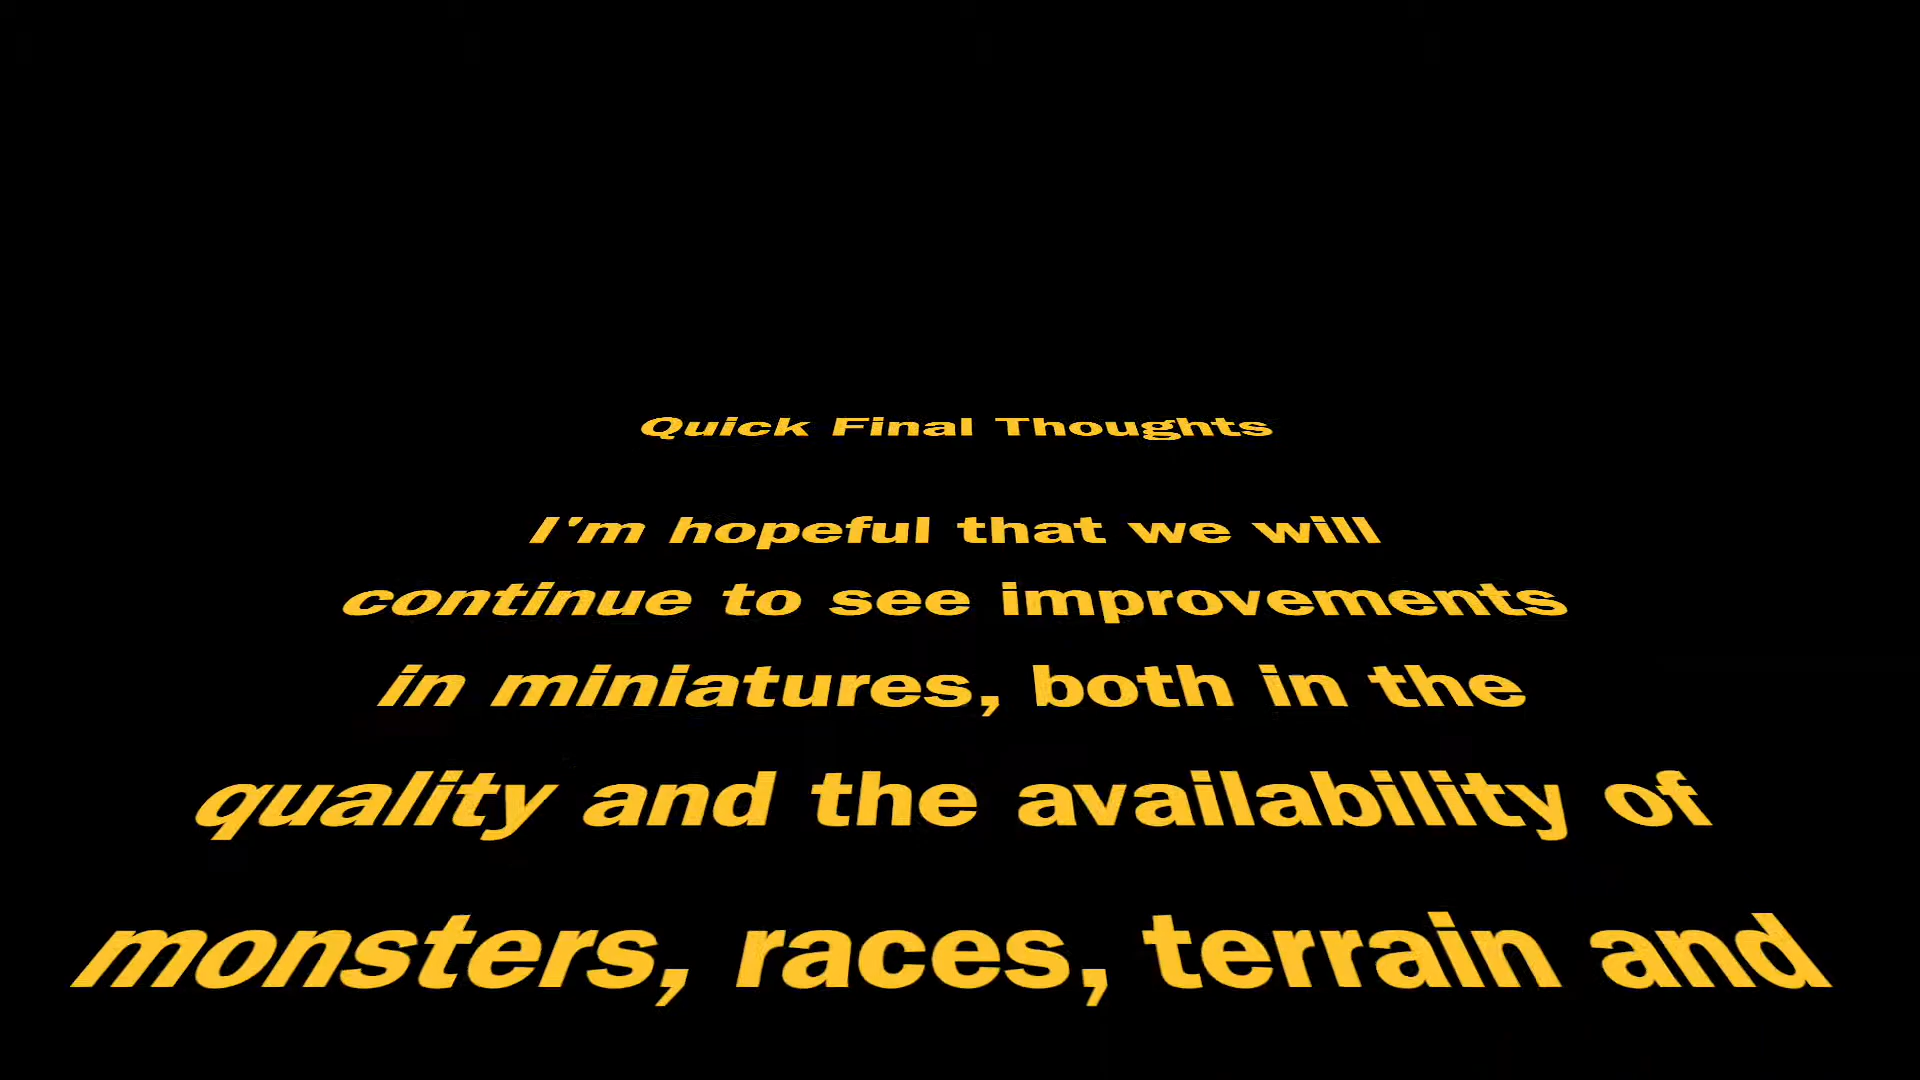 Quick Final Thoughts
I'm hopeful that we will
continue to see improvements
in miniatures, both in the
quality and the availability of
monsters, races, terrain and